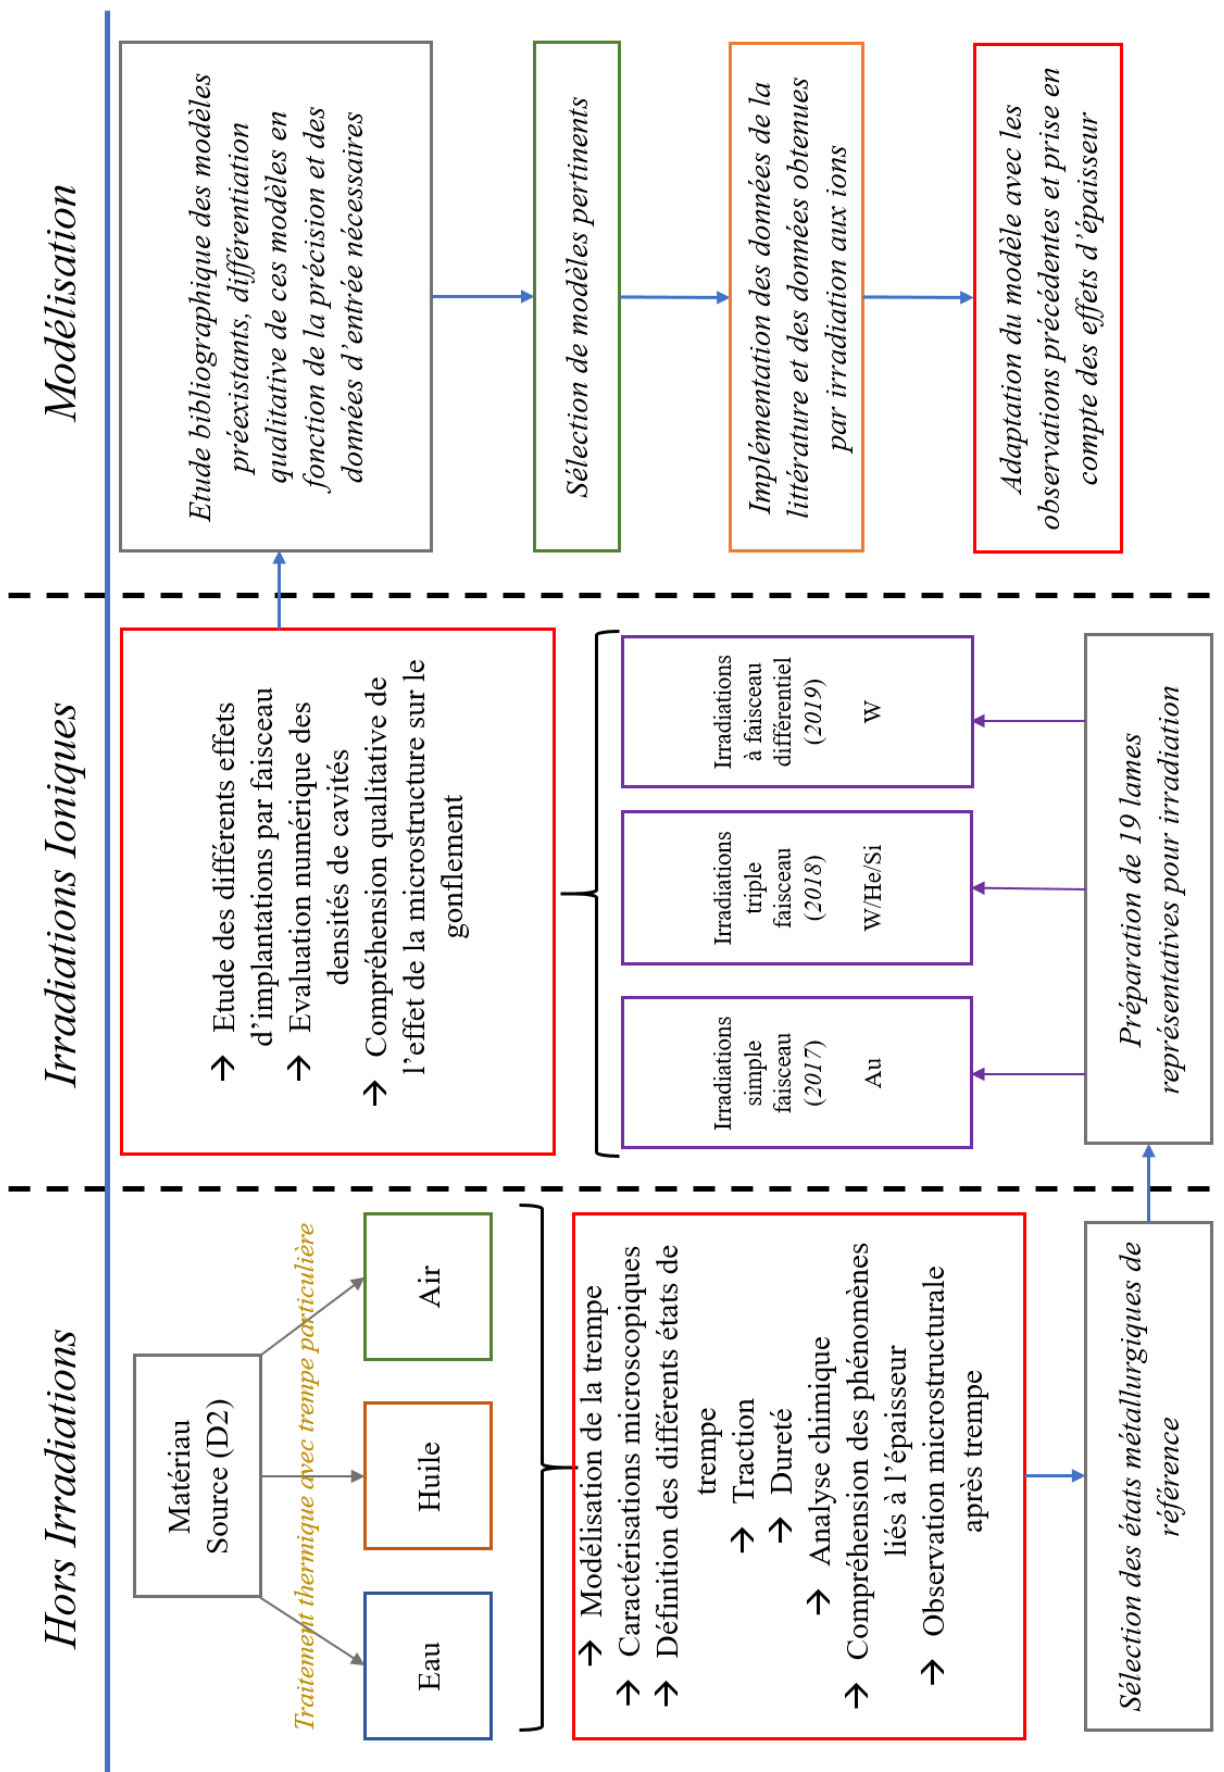 Hors Irradiations
Matériau
Source (D2)
Traitement thermique avec trempe particulière
Eau
Huile
Air
→ Modélisation de la trempe
→ Caractérisations microscopiques
→ Définition des différents états de
trempe
→ Traction
→ Dureté
→ Analyse chimique
→ Compréhension des phénomènes
liés à l'épaisseur
→ Observation microstructurale
après trempe
Sélection des états métallurgiques de
référence
Irradiations Ioniques
→ Etude des différents effets
d'implantations par faisceau
→ Evaluation numérique des
densités de cavités
→ Compréhension qualitative de
l'effet de la microstructure sur le
gonflement
Irradiations
simple
faisceau
(2017)
Au
Irradiations
triple
faisceau
(2018)
W/He/Si
Irradiations
à faisceau
différentiel
(2019)
W
Préparation de 19 lames
représentatives pour irradiation
Modélisation
Etude bibliographique des modèles
préexistants, différentiation
qualitative de ces modèles en
fonction de la précision et des
données d'entrée nécessaires
Sélection de modèles pertinents
Implémentation des données de la
littérature et des données obtenues
par irradiation aux ions
Adaptation du modèle avec les
observations précédentes et prise en
compte des effets d'épaisseur